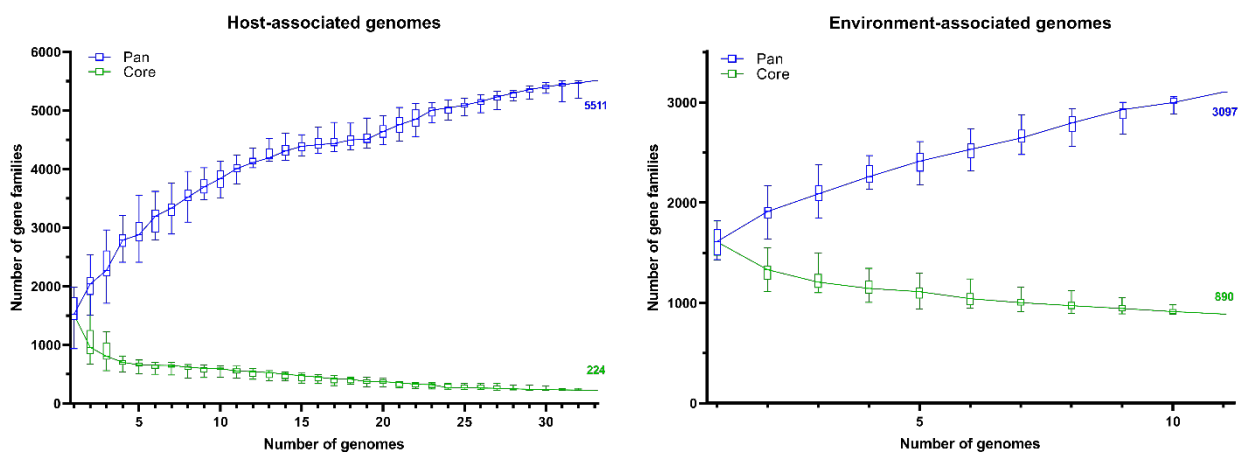 Host-associated genomes
Pan
Core
6000
5000
4000
3000
2000
1000
0
5511
224
5
10
15
20
25
30
Number of gene families
Number of genomes
Environment-associated genomes
Pan
Core
3000
2000
1000
0
3097
890
5
10
Number of gene families
Number of genomes